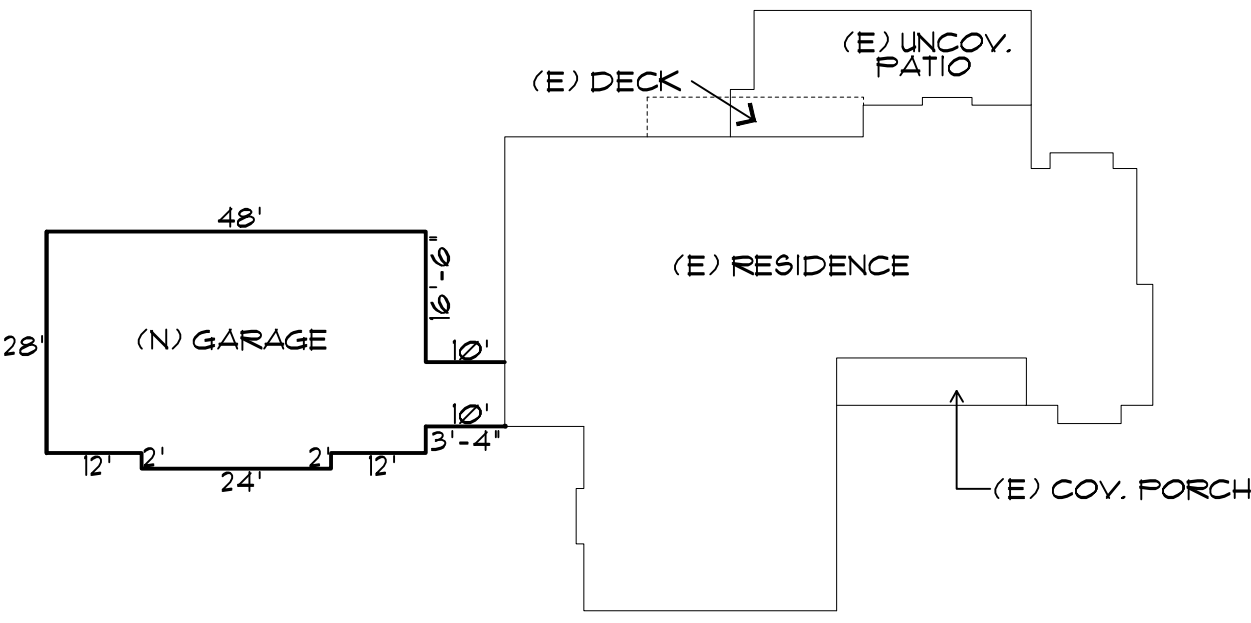 (E) UNCOV.
PATIO
(E) DECK
48'
16'-6"
(E) RESIDENCE
(N) GARAGE
28'
10'
10'
3'-4"
12'
2'
24'
2'
12'
(E) COV. PORCH